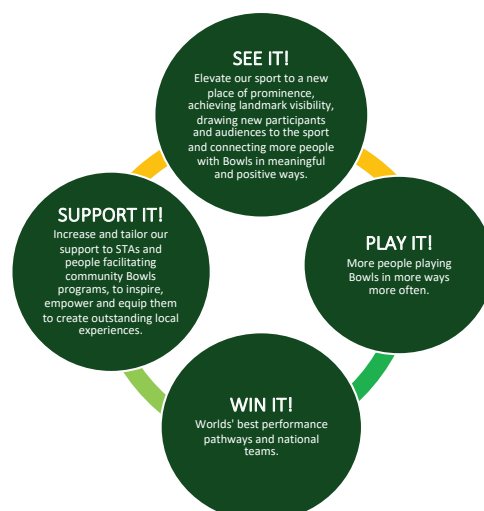 SEE IT!
Elevate our sport to a new
place of prominence,
achieving landmark visibility,
drawing new participants
and audiences to the sport
and connecting more people
with Bowls in meaningful
and positive ways.
PLAY IT!
More people playing
Bowls in more ways
more often.
WIN IT!
Worlds' best performance
pathways and national
teams.
SUPPORT IT!
Increase and tailor our
support to STAs and
people facilitating
community Bowls
programs, to inspire,
empower and equip them
to create outstanding local
experiences.